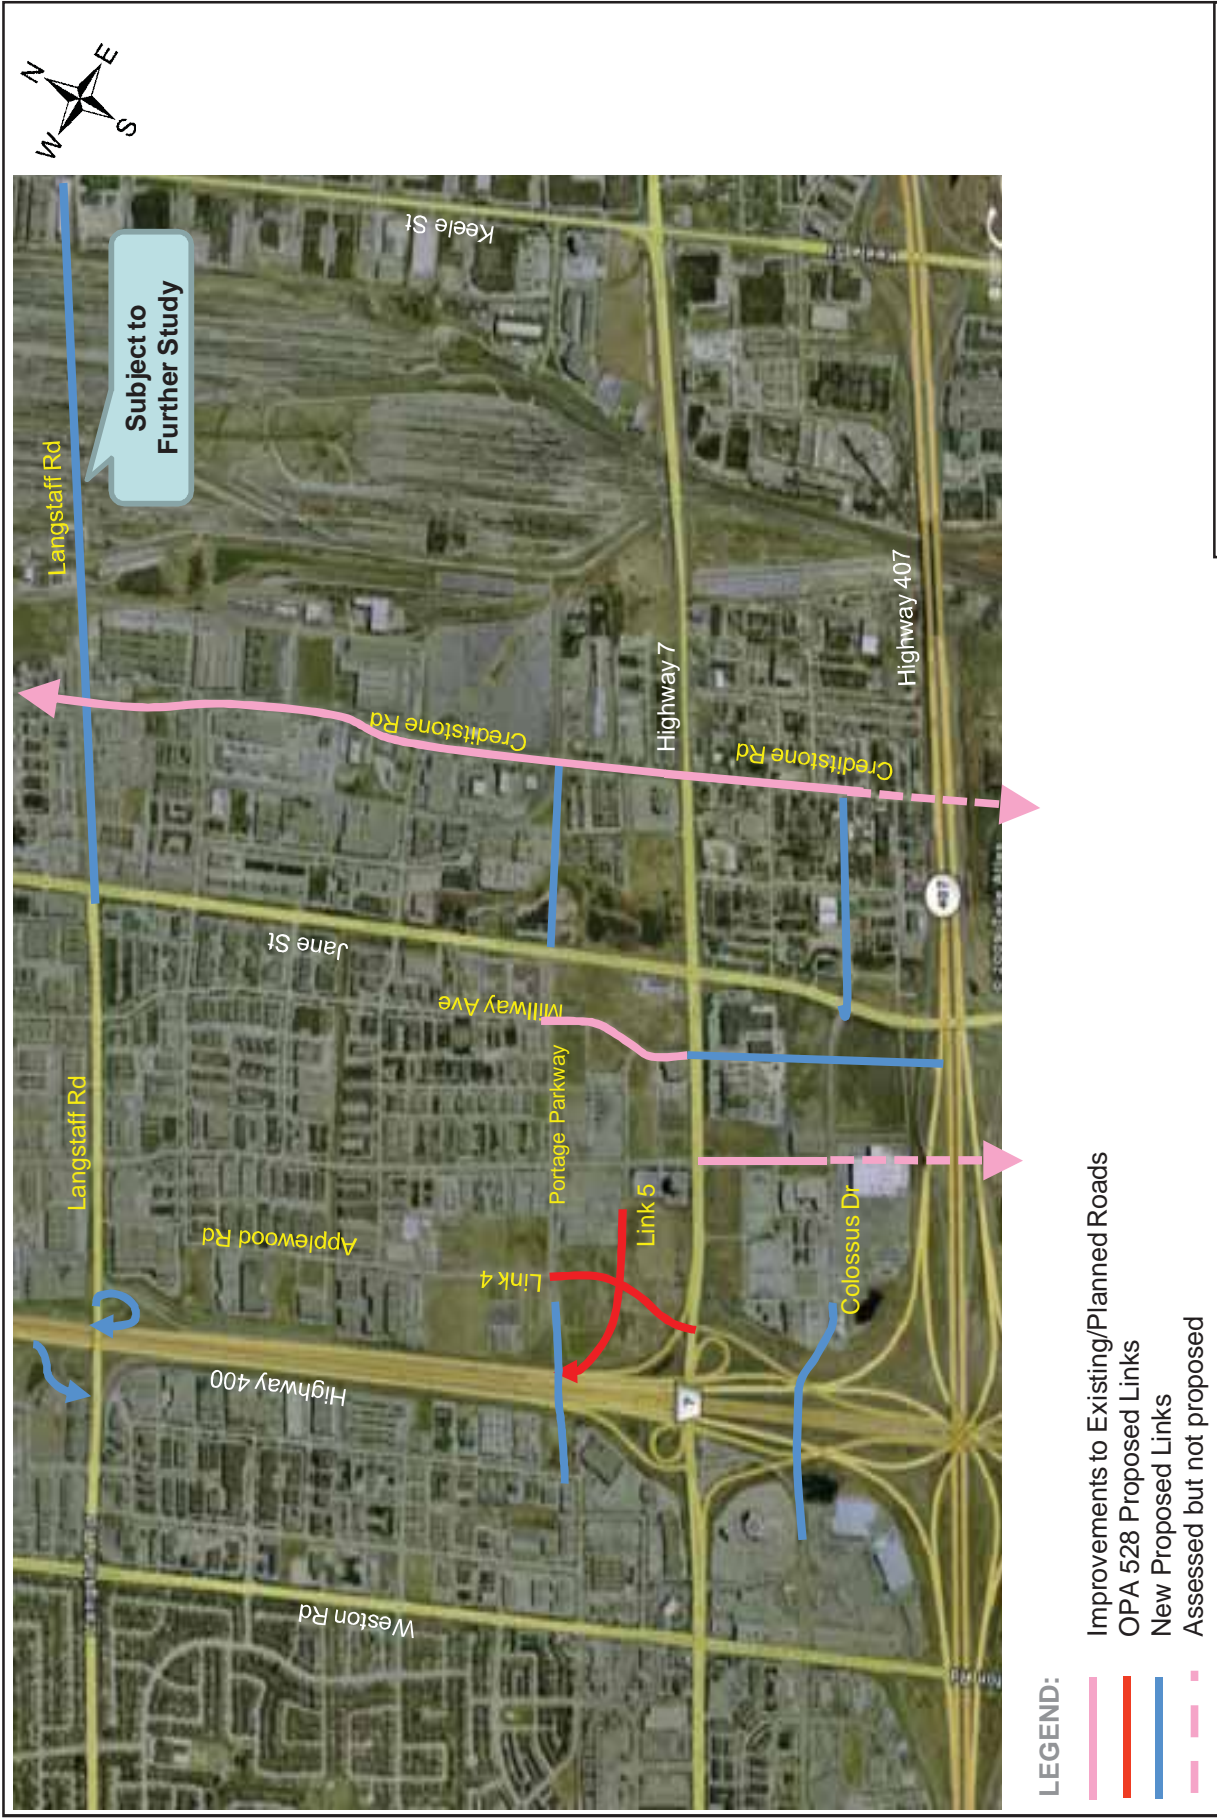 N
E
S
W
Langstaff Rd
Subject to
Further Study
Keele St
Creditstone Rd
Highway 7
Creditstone Rd
Highway 407
407
Jane St
Millway Ave
Portage Parkway
Langstaff Rd
Applewood Rd
Link 4
Link 5
Colossus Dr
Highway 400
7
Weston Rd
LEGEND:
Improvements to Existing/Planned Roads
OPA 528 Proposed Links
New Proposed Links
Assessed but not proposed